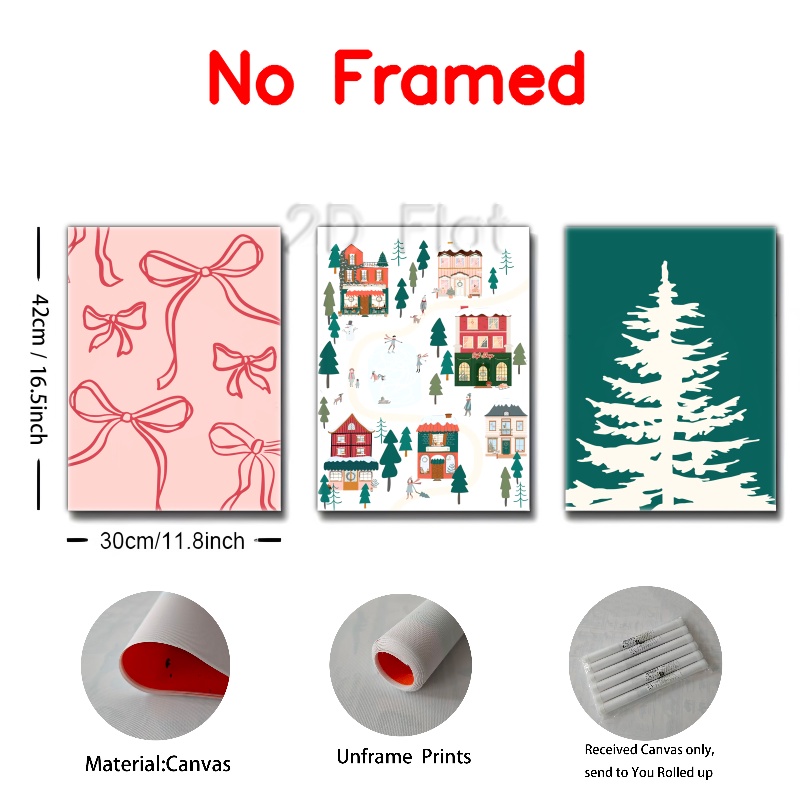 No Framed
2D Flat
42cm / 16.5inch
30cm/11.8inch
Material:Canvas
Unframe Prints
Received Canvas only,
send to You Rolled up